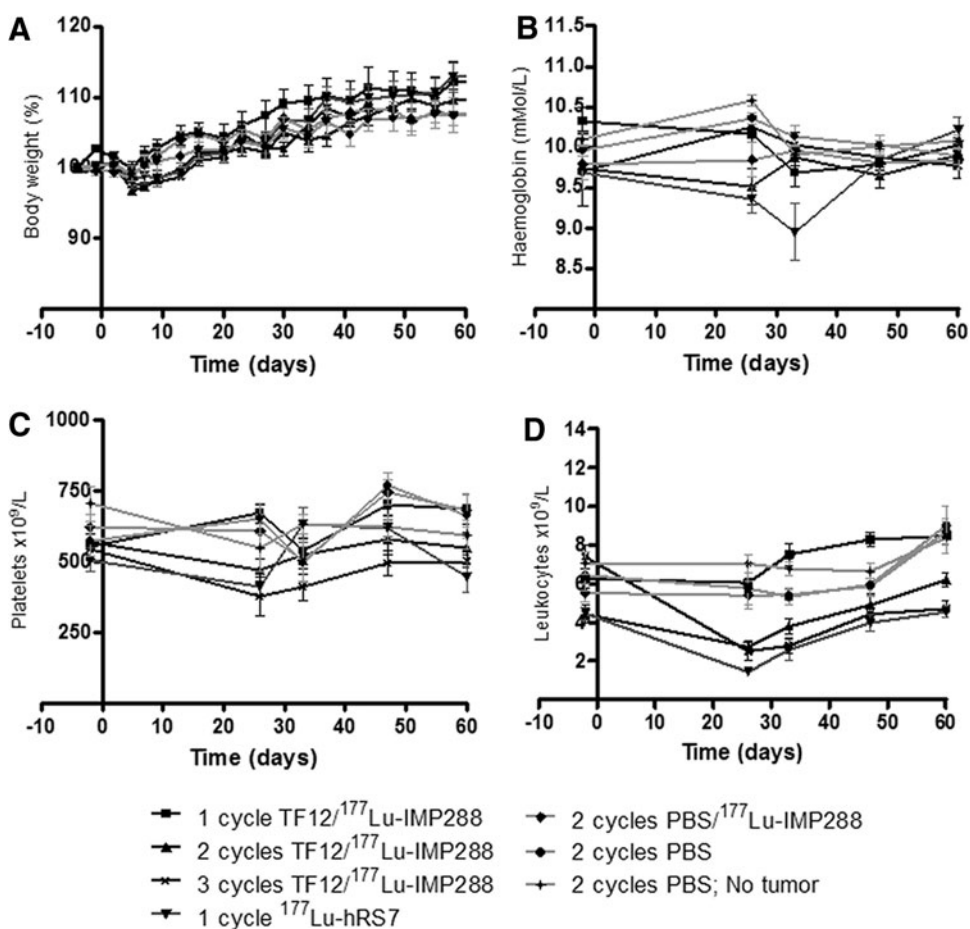 A
120
110
100
90
Body weight (%)
-10 0 10 20 30 40 50 60
Time (days)
B
11.5
11.0
10.5
10.0
9.5
9.0
8.5
Haemoglobin (mMol/L)
-10 0 10 20 30 40 50 60
Time (days)
C
1000
750
500
250
Platelets x10⁹/L
-10 0 10 20 30 40 50 60
Time (days)
D
14
12
10
8
6
4
2
Leukocytes x10⁹/L
-10 0 10 20 30 40 50 60
Time (days)
1 cycle TF12/¹⁷⁷Lu-IMP288
2 cycles TF12/¹⁷⁷Lu-IMP288
3 cycles TF12/¹⁷⁷Lu-IMP288
1 cycle ¹⁷⁷Lu-hRS7
2 cycles PBS/¹⁷⁷Lu-IMP288
2 cycles PBS
2 cycles PBS; No tumor